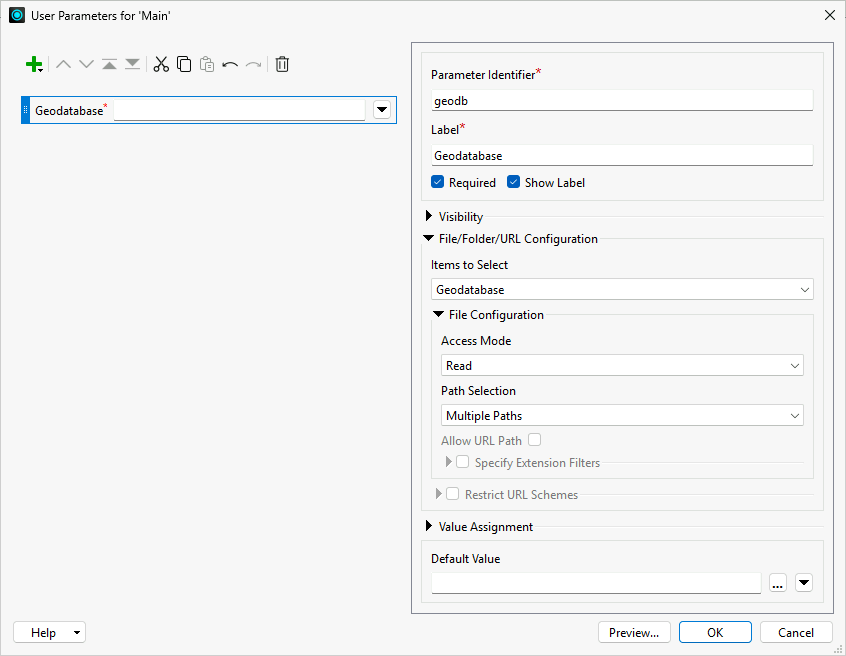 User Parameters for 'Main'
Geodatabase*
Parameter Identifier*
geodb
Label*
Geodatabase
Required Show Label
Visibility
File/Folder/URL Configuration
Items to Select
Geodatabase
File Configuration
Access Mode
Read
Path Selection
Multiple Paths
Allow URL Path
Specify Extension Filters
Restrict URL Schemes
Value Assignment
Default Value
...
Help Preview... OK Cancel